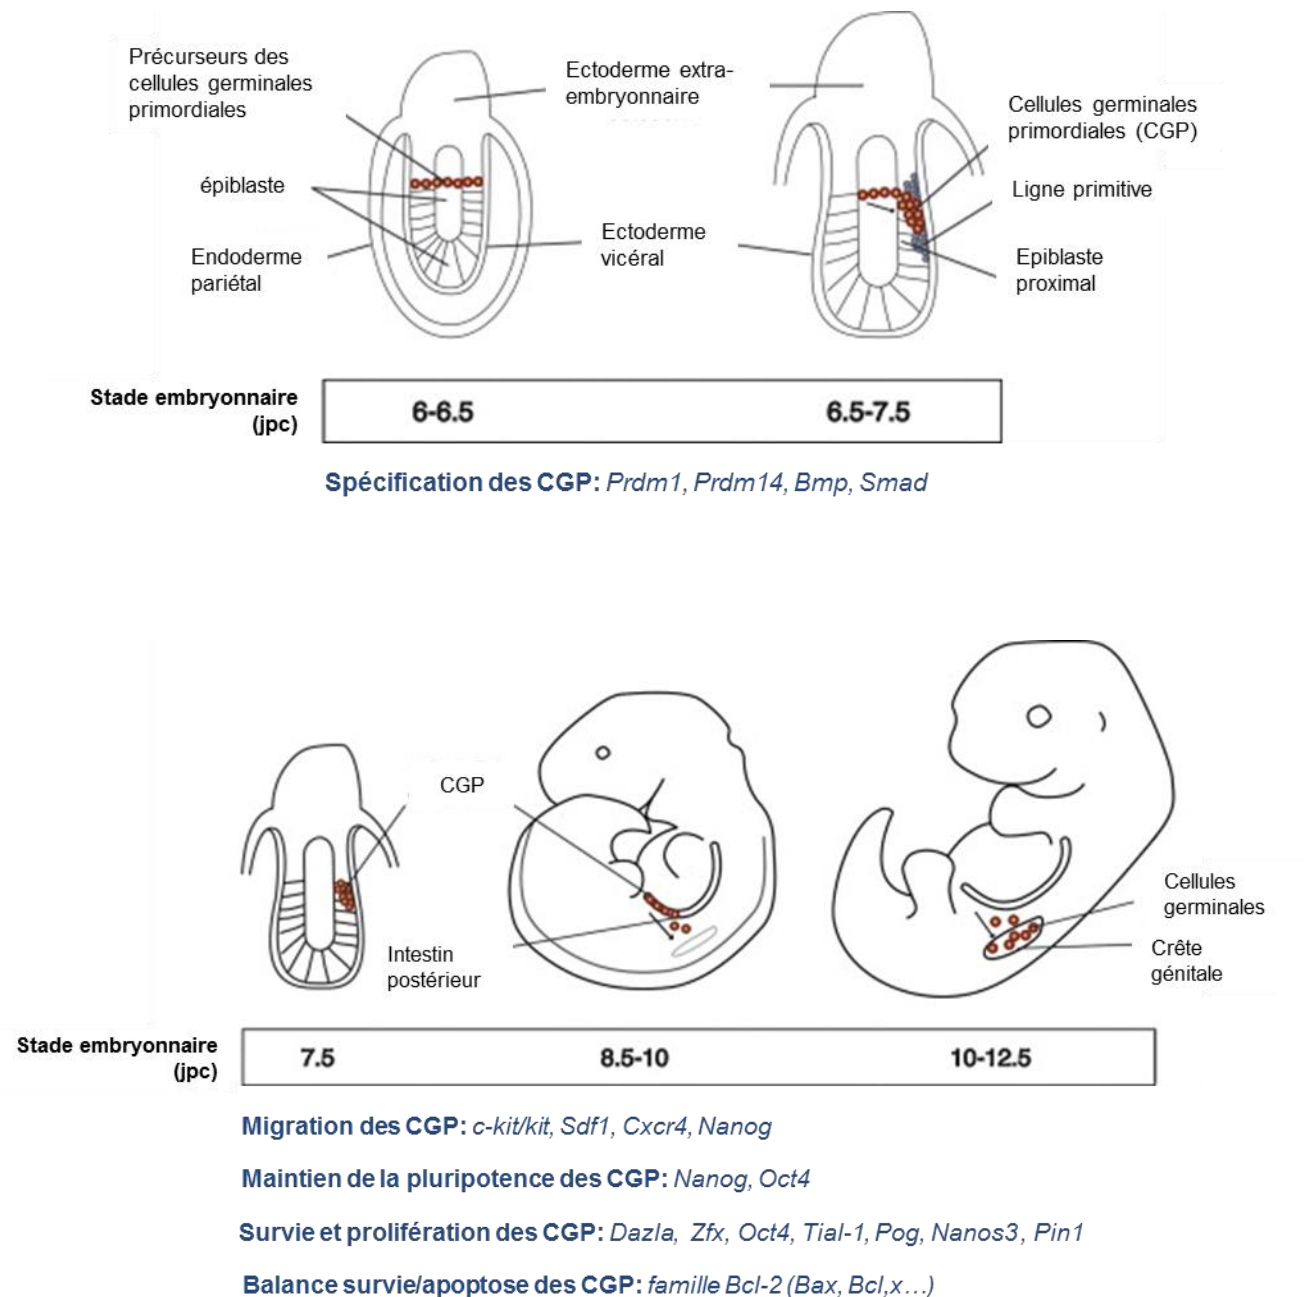 Précurseurs des
cellules germinales
primordiales
Ectoderme extra-
embryonnaire
Cellules germinales
primordiales (CGP)
épiblaste
Ligne primitive
Endoderme
pariétal
Ectoderme
vicéral
Epiblaste
proximal
Stade embryonnaire
(jpc)
6-6.5
6.5-7.5
Spécification des CGP: Prdm1, Prdm14, Bmp, Smad
CGP
Intestin
postérieur
Cellules
germinales
Crête
génitale
Stade embryonnaire
(jpc)
7.5
8.5-10
10-12.5
Migration des CGP: c-kit/kit, Sdf1, Cxcr4, Nanog
Maintien de la pluripotence des CGP: Nanog, Oct4
Survie et prolifération des CGP: Dazla, Zfx, Oct4, Tial-1, Pog, Nanos3, Pin1
Balance survie/apoptose des CGP: famille Bcl-2 (Bax, Bcl,x…)